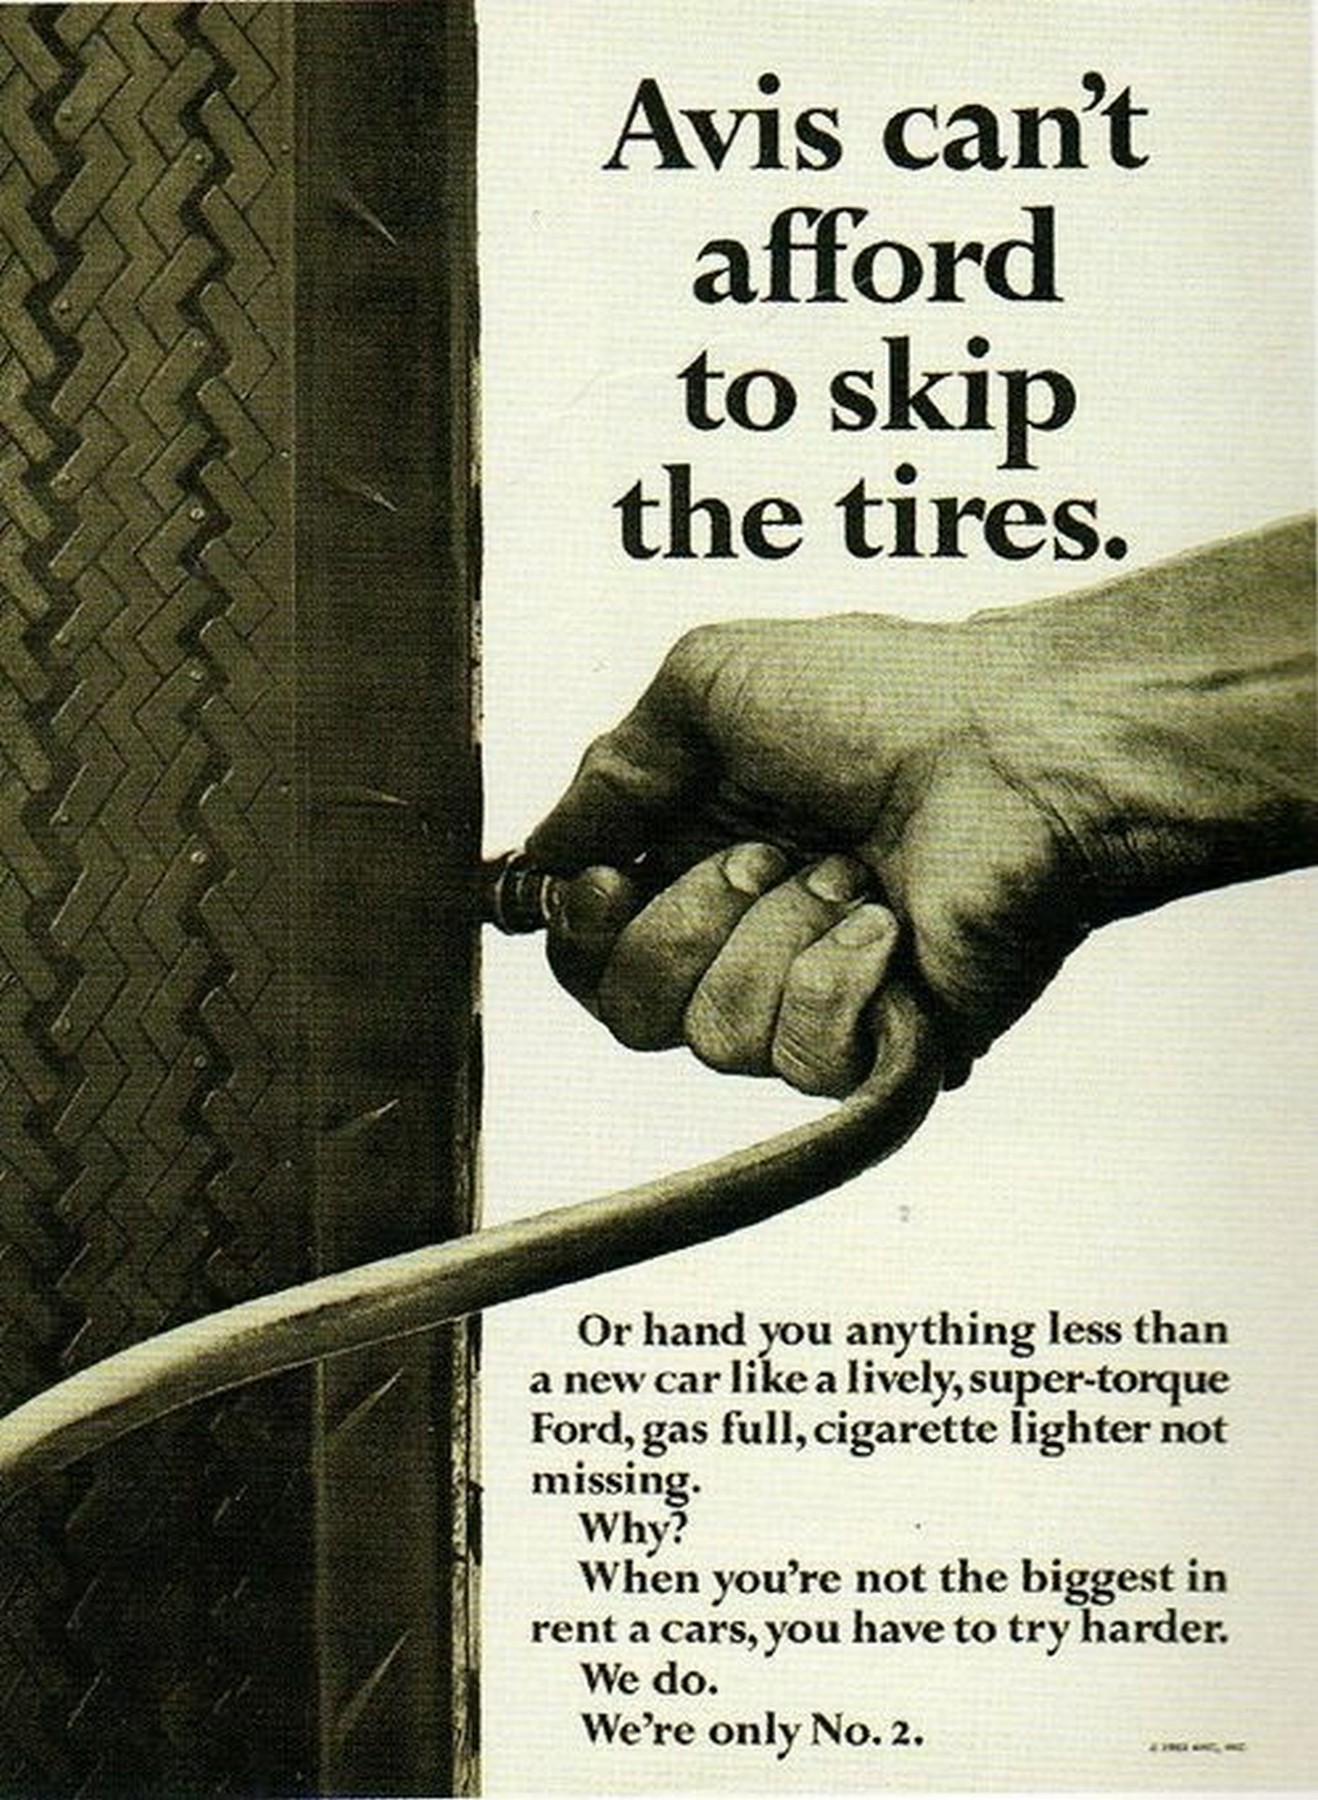 Avis can't
afford
to skip
the tires.
Or hand you anything less than
a new car like a lively, super-torque
Ford, gas full, cigarette lighter not
missing.
Why?
When you're not the biggest in
rent a cars, you have to try harder.
We do.
We're only No. 2.